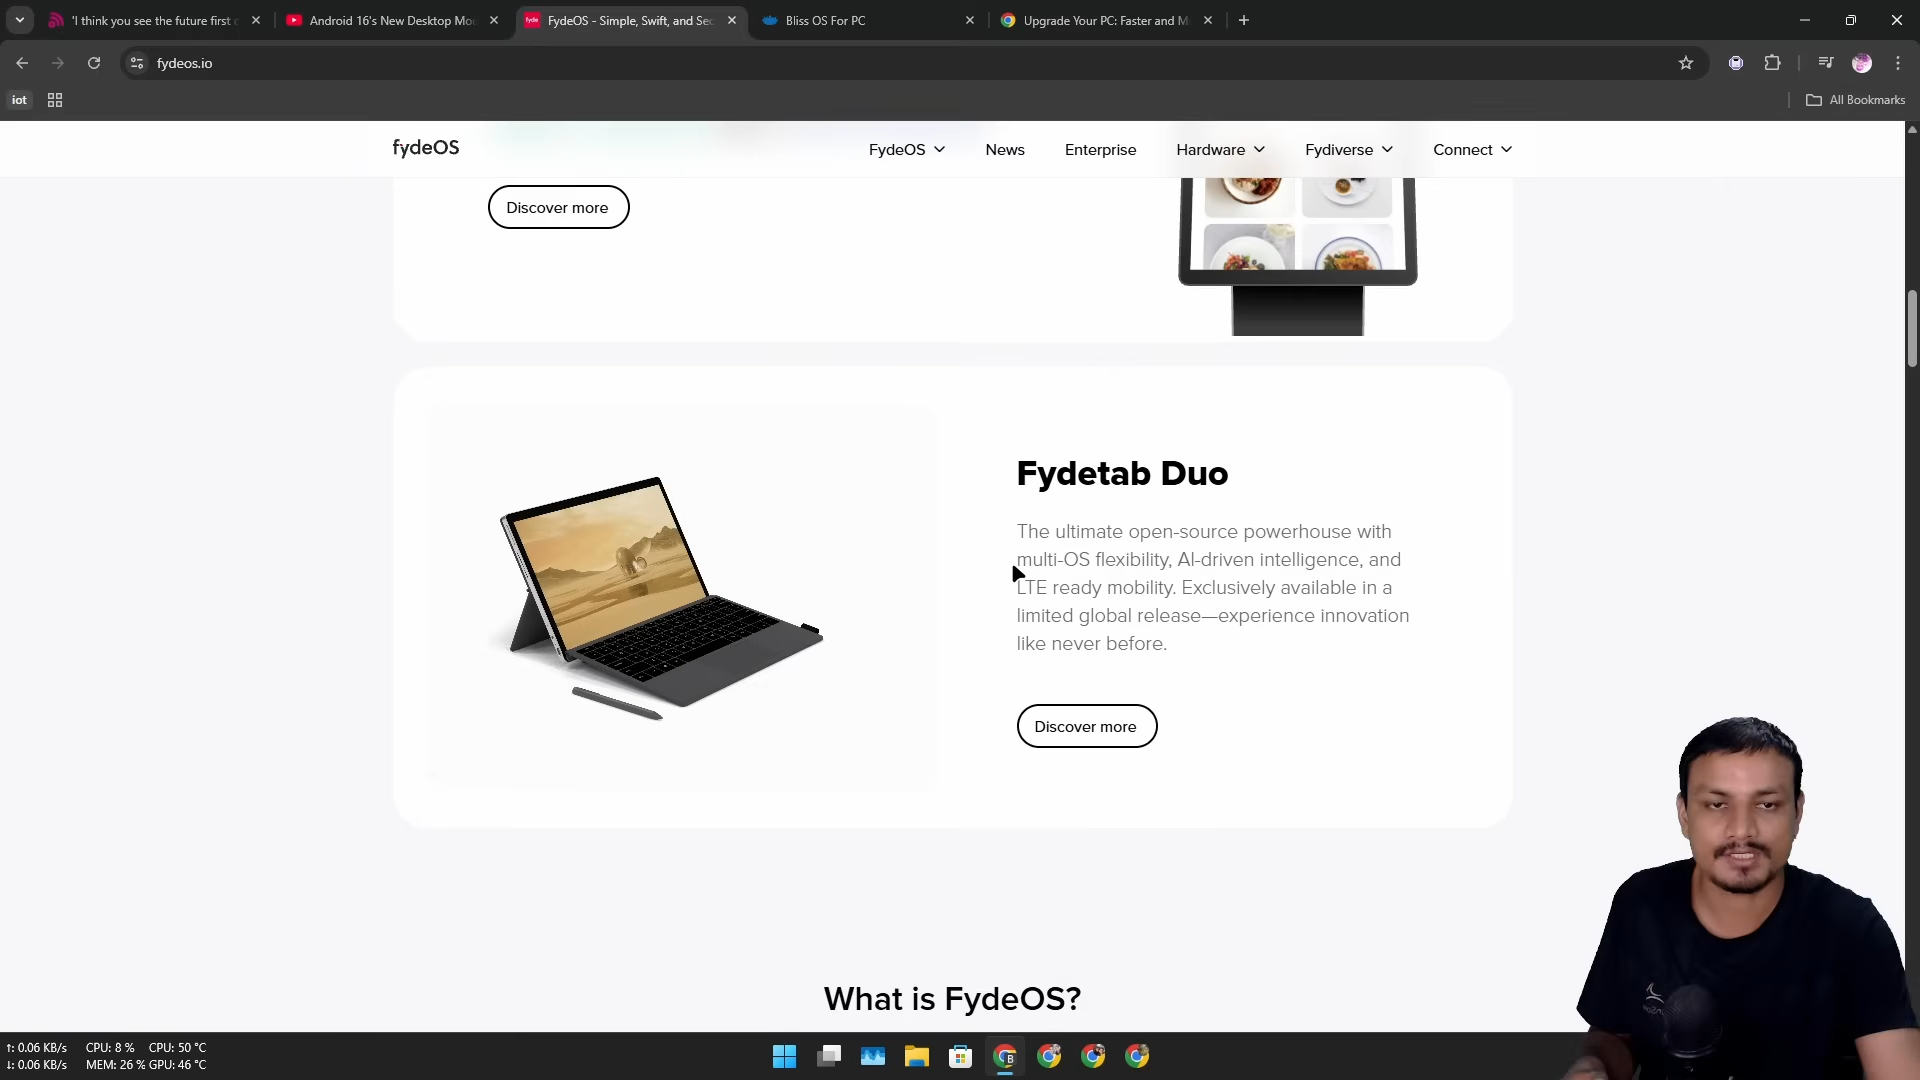 'I think you see the future first o
Android 16's New Desktop Mo
FydeOS - Simple, Swift, and Sec
Bliss OS For PC
Upgrade Your PC: Faster and M
fydeos.io
iot
All Bookmarks
fydeOS
FydeOS
News
Enterprise
Hardware
Fydiverse
Connect
Discover more
Fydetab Duo
The ultimate open-source powerhouse with
multi-OS flexibility, AI-driven intelligence, and
LTE ready mobility. Exclusively available in a
limited global release—experience innovation
like never before.
Discover more
What is FydeOS?
↑: 0.06 KB/s CPU: 8 % CPU: 50 °C
↓: 0.06 KB/s MEM: 26 % GPU: 46 °C